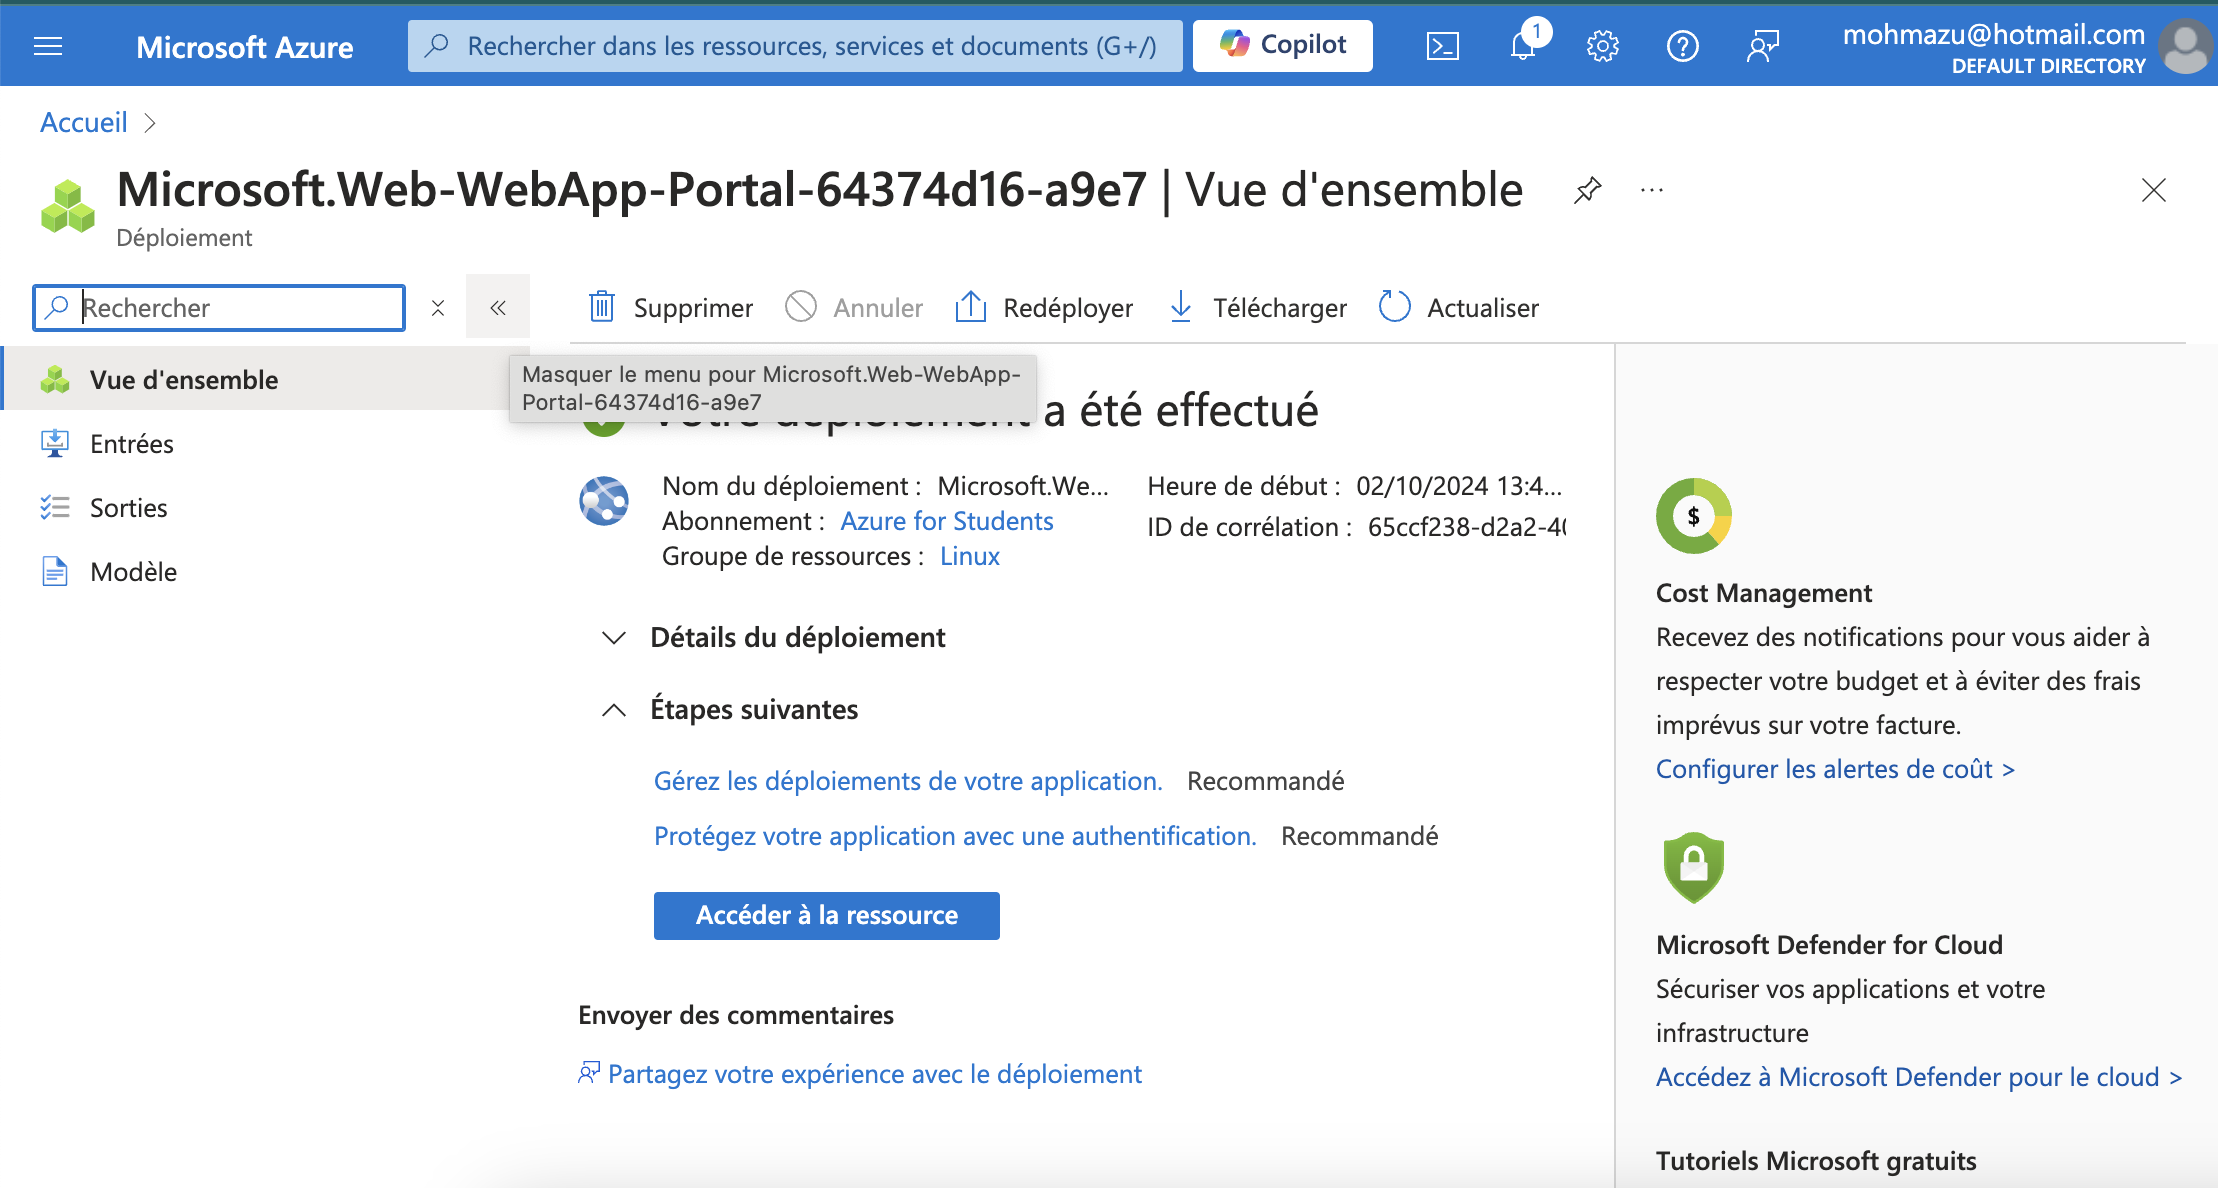 Microsoft Azure
Rechercher dans les ressources, services et documents (G+/)
Copilot
1
mohmazu@hotmail.com
DEFAULT DIRECTORY
Accueil
Microsoft.Web-WebApp-Portal-64374d16-a9e7 | Vue d'ensemble
...
Déploiement
Rechercher
Supprimer
Annuler
Redéployer
Télécharger
Actualiser
Vue d'ensemble
Entrées
Sorties
Modèle
Masquer le menu pour Microsoft.Web-WebApp-
Portal-64374d16-a9e7
Votre déploiement a été effectué
Nom du déploiement : Microsoft.We...
Abonnement : Azure for Students
Groupe de ressources : Linux
Heure de début : 02/10/2024 13:4...
ID de corrélation : 65ccf238-d2a2-40
Détails du déploiement
Étapes suivantes
Gérez les déploiements de votre application. Recommandé
Protégez votre application avec une authentification. Recommandé
Accéder à la ressource
Envoyer des commentaires
Partagez votre expérience avec le déploiement
$
Cost Management
Recevez des notifications pour vous aider à
respecter votre budget et à éviter des frais
imprévus sur votre facture.
Configurer les alertes de coût >
Microsoft Defender for Cloud
Sécuriser vos applications et votre
infrastructure
Accédez à Microsoft Defender pour le cloud >
Tutoriels Microsoft gratuits